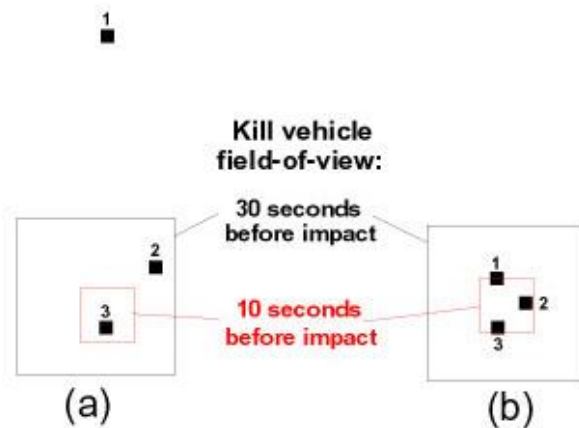 1
Kill vehicle
field-of-view:
30 seconds
before impact
2
1
3
10 seconds
before impact
2
3
(a)
(b)